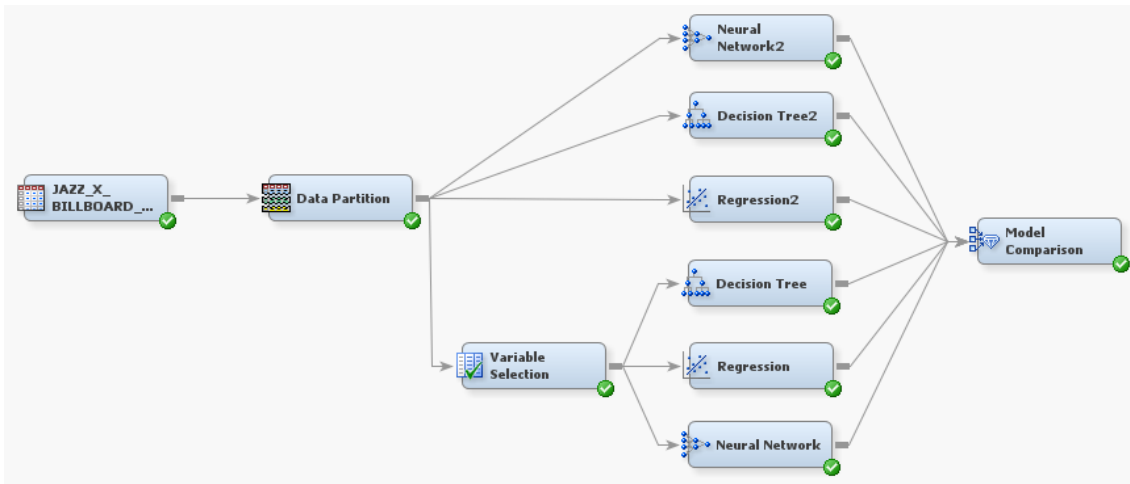 JAZZ_X_
BILLBOARD_...
Data Partition
Neural
Network2
Decision Tree2
Regression2
Variable
Selection
Decision Tree
Regression
Neural Network
Model
Comparison